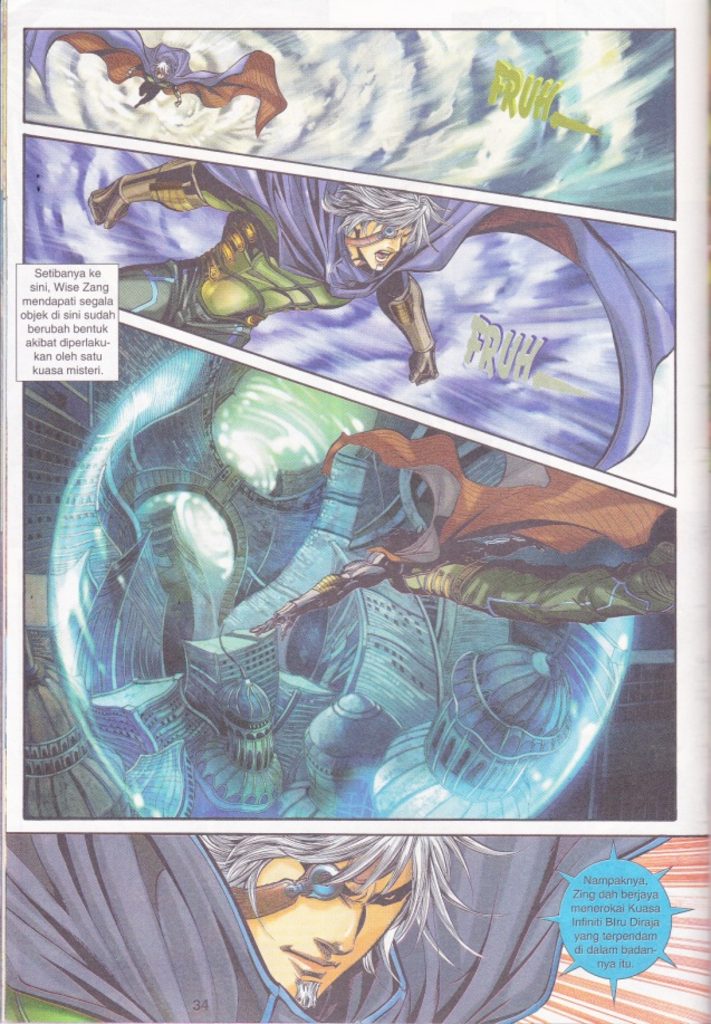 FRUH...
FRUH...
Setibanya ke
sini, Wise Zang
mendapati segala
objek di sini sudah
berubah bentuk
akibat diperlaku-
kan oleh satu
kuasa misteri.
Nampaknya,
Zing dah berjaya
menerokai Kuasa
Infiniti BIru Diraja
yang terpendam
di dalam badan-
nya itu.
34